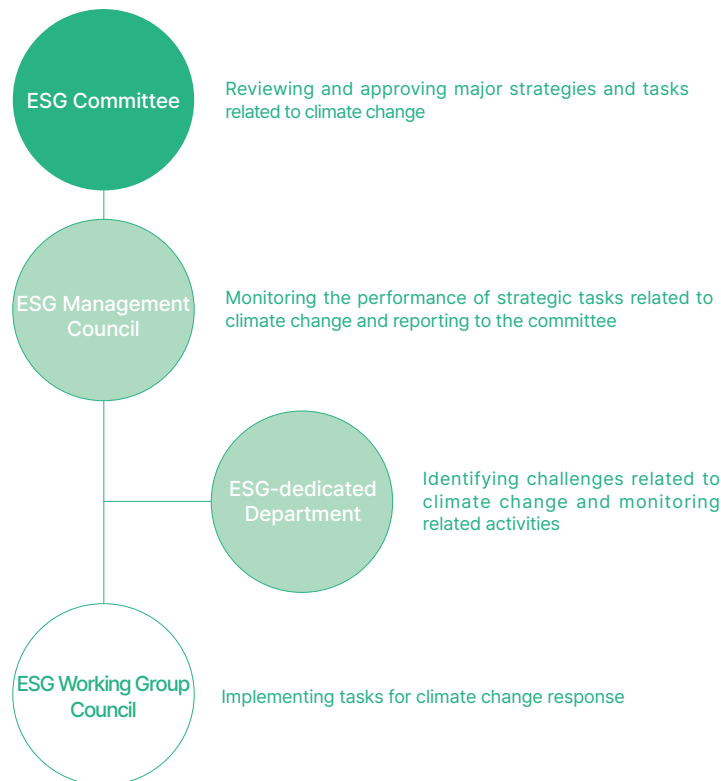 ESG Committee
Reviewing and approving major strategies and tasks
related to climate change
ESG Management
Council
Monitoring the performance of strategic tasks related to
climate change and reporting to the committee
ESG-dedicated
Department
Identifying challenges related to
climate change and monitoring
related activities
ESG Working Group
Council
Implementing tasks for climate change response